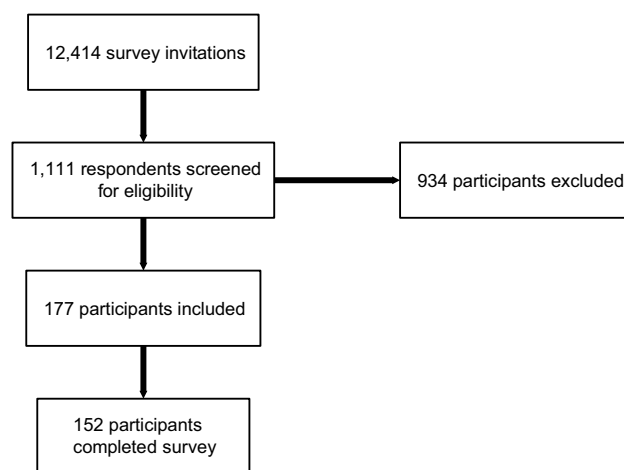 12,414 survey invitations
1,111 respondents screened
for eligibility
934 participants excluded
177 participants included
152 participants
completed survey